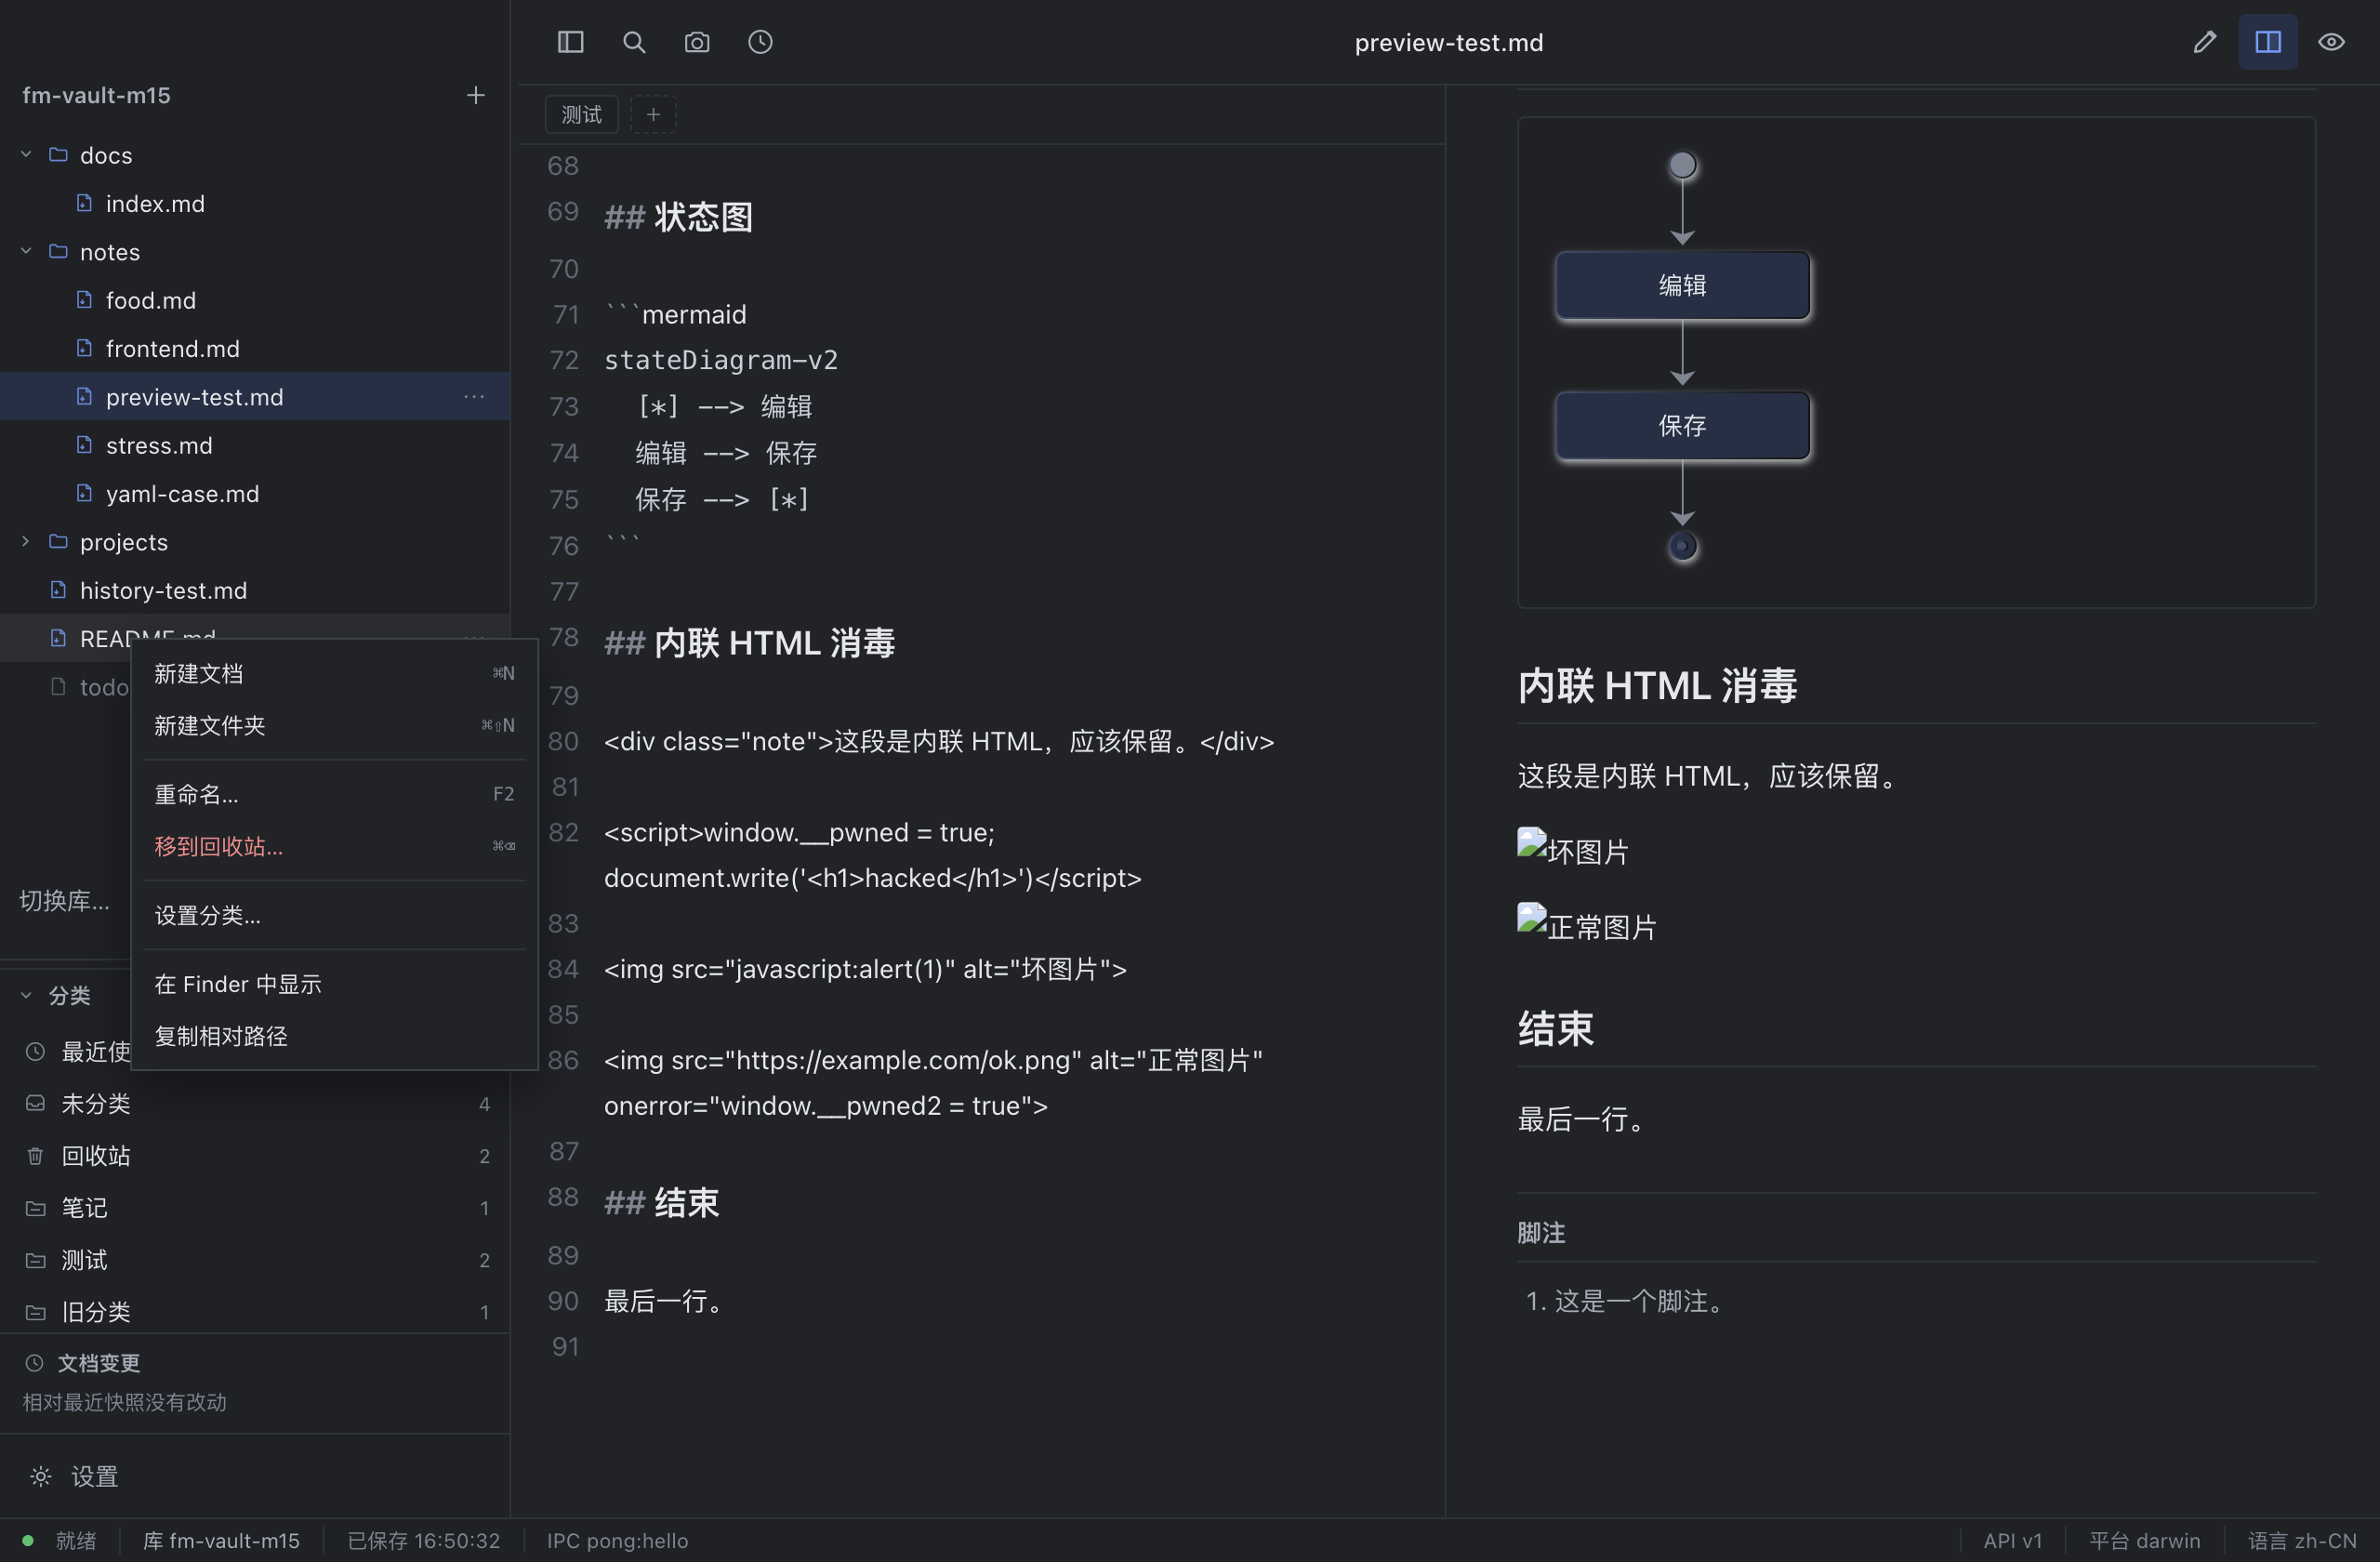 preview-test.md
fm-vault-m15
docs
index.md
notes
food.md
frontend.md
preview-test.md
stress.md
yaml-case.md
projects
history-test.md
README.md
todo
新建文档 ⌘N
新建文件夹 ⌘⇧N
重命名... F2
移到回收站... ⌘⌫
设置分类...
在 Finder 中显示
复制相对路径
切换库...
分类
最近使
未分类 4
回收站 2
笔记 1
测试 2
旧分类 1
文档变更
相对最近快照没有改动
设置
测试
68
69 ## 状态图
70
71 ```mermaid
72 stateDiagram-v2
73 [*] --> 编辑
74 编辑 --> 保存
75 保存 --> [*]
76 ```
77
78 ## 内联 HTML 消毒
79
80 <div class="note">这段是内联 HTML，应该保留。</div>
81
82 <script>window.__pwned = true;
document.write('<h1>hacked</h1>')</script>
83
84 <img src="javascript:alert(1)" alt="坏图片">
85
86 <img src="https://example.com/ok.png" alt="正常图片"
onerror="window.__pwned2 = true">
87
88 ## 结束
89
90 最后一行。
91
编辑
保存
内联 HTML 消毒
这段是内联 HTML，应该保留。
坏图片
正常图片
结束
最后一行。
脚注
1. 这是一个脚注。
就绪
库 fm-vault-m15
已保存 16:50:32
IPC pong:hello
API v1
平台 darwin
语言 zh-CN